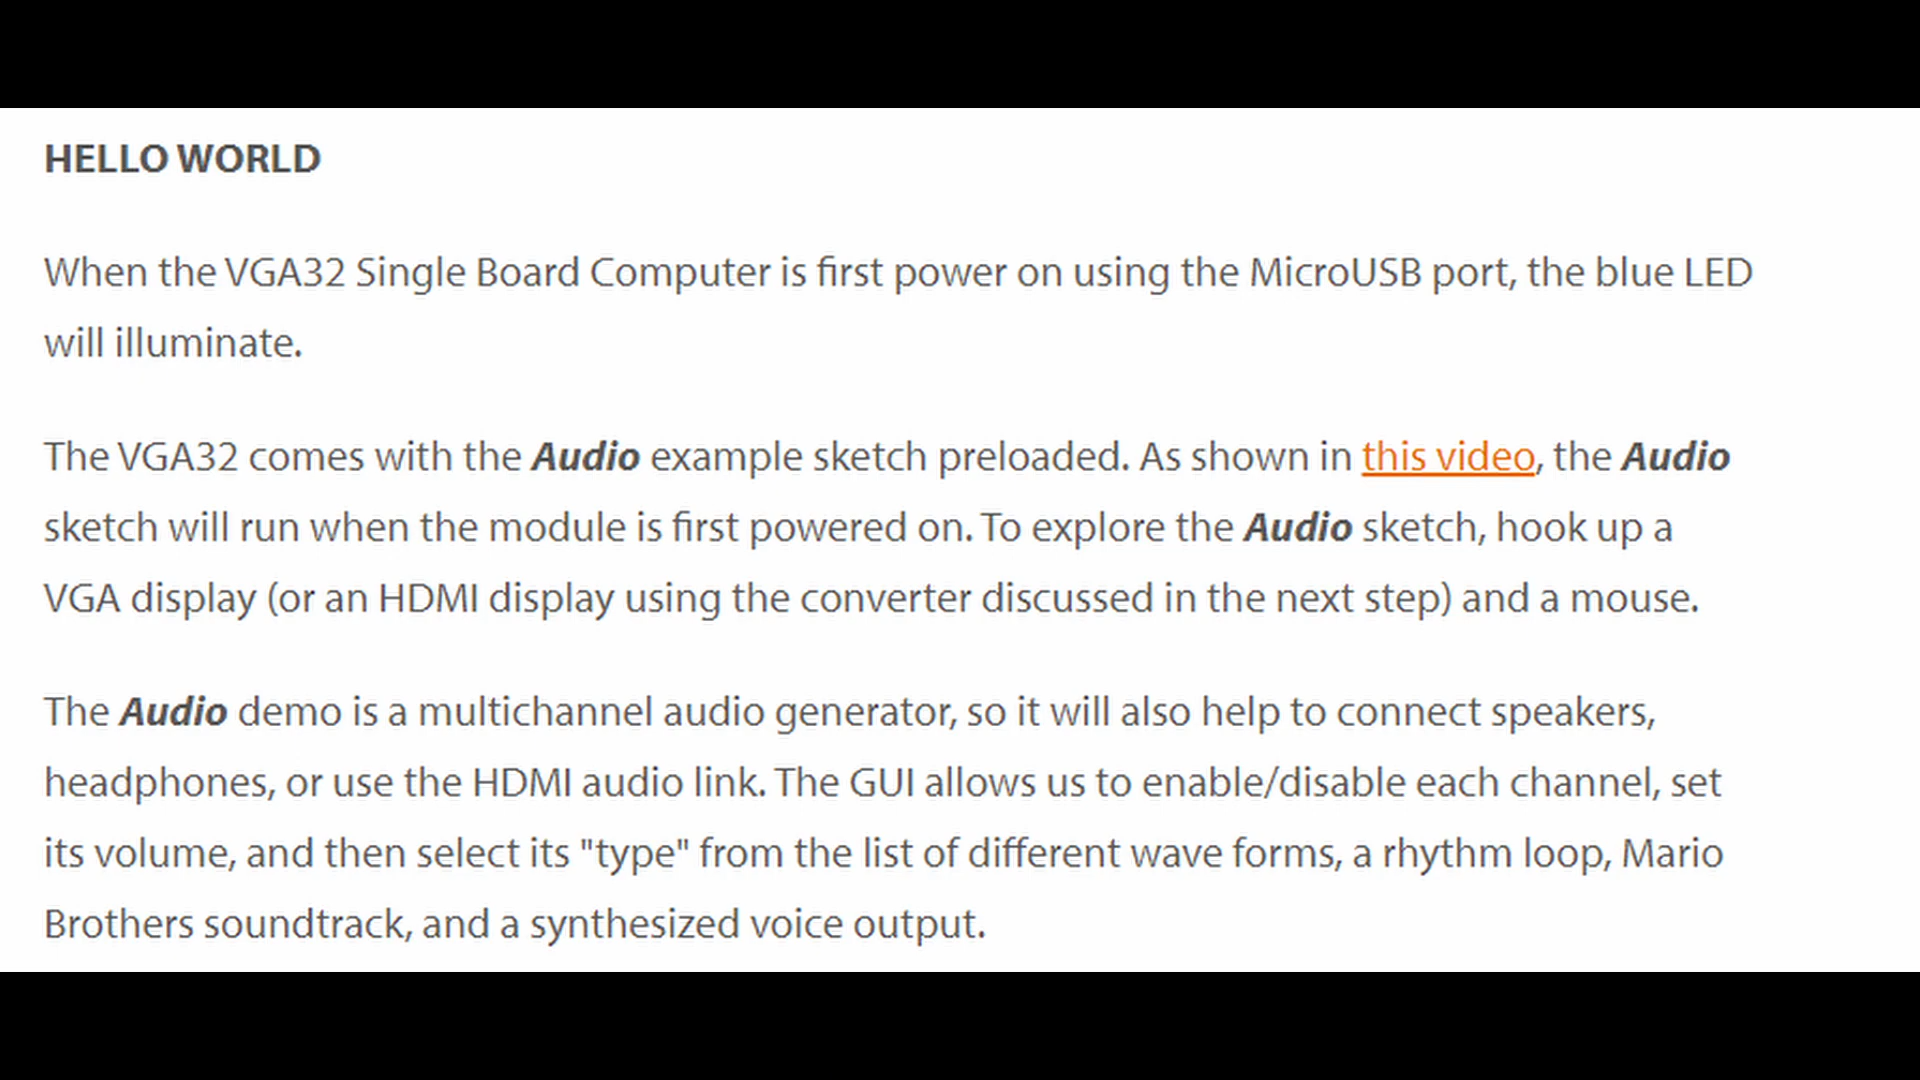 HELLO WORLD
When the VGA32 Single Board Computer is first power on using the MicroUSB port, the blue LED
will illuminate.
The VGA32 comes with the Audio example sketch preloaded. As shown in this video, the Audio
sketch will run when the module is first powered on. To explore the Audio sketch, hook up a
VGA display (or an HDMI display using the converter discussed in the next step) and a mouse.
The Audio demo is a multichannel audio generator, so it will also help to connect speakers,
headphones, or use the HDMI audio link. The GUI allows us to enable/disable each channel, set
its volume, and then select its "type" from the list of different wave forms, a rhythm loop, Mario
Brothers soundtrack, and a synthesized voice output.